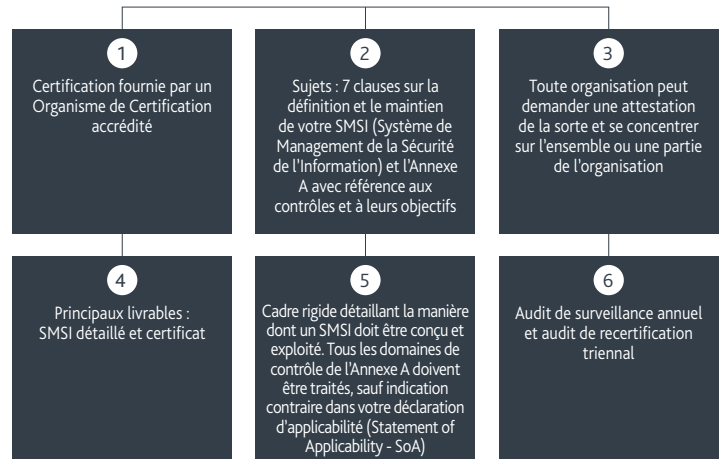 1
Certification fournie par un
Organisme de Certification
accrédité
2
Sujets : 7 clauses sur la
définition et le maintien
de votre SMSI (Système de
Management de la Sécurité
de l'Information) et l'Annexe
A avec référence aux
contrôles et à leurs objectifs
3
Toute organisation peut
demander une attestation
de la sorte et se concentrer
sur l'ensemble ou une partie
de l'organisation
4
Principaux livrables :
SMSI détaillé et certificat
5
Cadre rigide détaillant la manière
dont un SMSI doit être conçu et
exploité. Tous les domaines de
contrôle de l'Annexe A doivent
être traités, sauf indication
contraire dans votre déclaration
d'applicabilité (Statement of
Applicability - SoA)
6
Audit de surveillance annuel
et audit de recertification
triennal